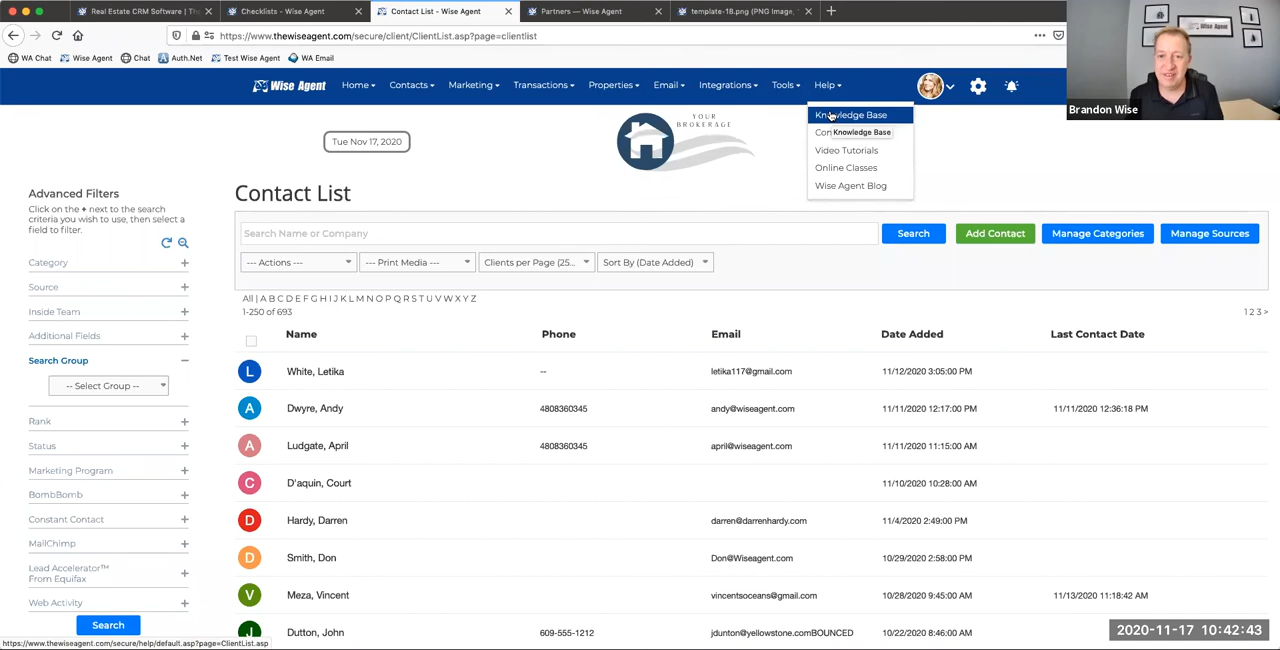 Real Estate CRM Software | The
Checklists - Wise Agent
Contact List - Wise Agent
Partners — Wise Agent
template-18.png (PNG Image,
https://www.thewiseagent.com/secure/client/ClientList.asp?page=clientlist
WA Chat
Wise Agent
Chat
Auth.Net
Test Wise Agent
WA Email
Brandon Wise
Wise Agent
Home
Contacts
Marketing
Transactions
Properties
Email
Integrations
Tools
Help
Knowledge Base
Con
Knowledge Base
Video Tutorials
Online Classes
Wise Agent Blog
Tue Nov 17, 2020
YOUR
BROKERAGE
Advanced Filters
Click on the + next to the search
criteria you wish to use, then select a
field to filter.
Category +
Source +
Inside Team +
Additional Fields +
Search Group −
-- Select Group --
Rank +
Status +
Marketing Program +
BombBomb +
Constant Contact +
MailChimp +
Lead Accelerator™
From Equifax +
Web Activity +
Search
Contact List
Search Name or Company
Search
Add Contact
Manage Categories
Manage Sources
--- Actions ---
--- Print Media ---
Clients per Page (25...
Sort By (Date Added)
All | A B C D E F G H I J K L M N O P Q R S T U V W X Y Z
1-250 of 693
1 2 3 >
Name Phone Email Date Added Last Contact Date
L White, Letika -- letika117@gmail.com 11/12/2020 3:05:00 PM
A Dwyre, Andy 4808360345 andy@wiseagent.com 11/11/2020 12:17:00 PM 11/11/2020 12:36:18 PM
A Ludgate, April 4808360345 april@wiseagent.com 11/11/2020 11:15:00 AM
C D'aquin, Court 11/10/2020 10:28:00 AM
D Hardy, Darren darren@darrenhardy.com 11/4/2020 2:49:00 PM
D Smith, Don Don@Wiseagent.com 10/29/2020 2:58:00 PM
V Meza, Vincent vincentsoceans@gmail.com 10/28/2020 9:45:00 AM 11/13/2020 11:18:42 AM
J Dutton, John 609-555-1212 jdunton@yellowstone.comBOUNCED 10/22/2020 8:46:00 AM
https://www.thewiseagent.com/secure/help/default.asp?page=ClientList.asp
2020-11-17 10:42:43